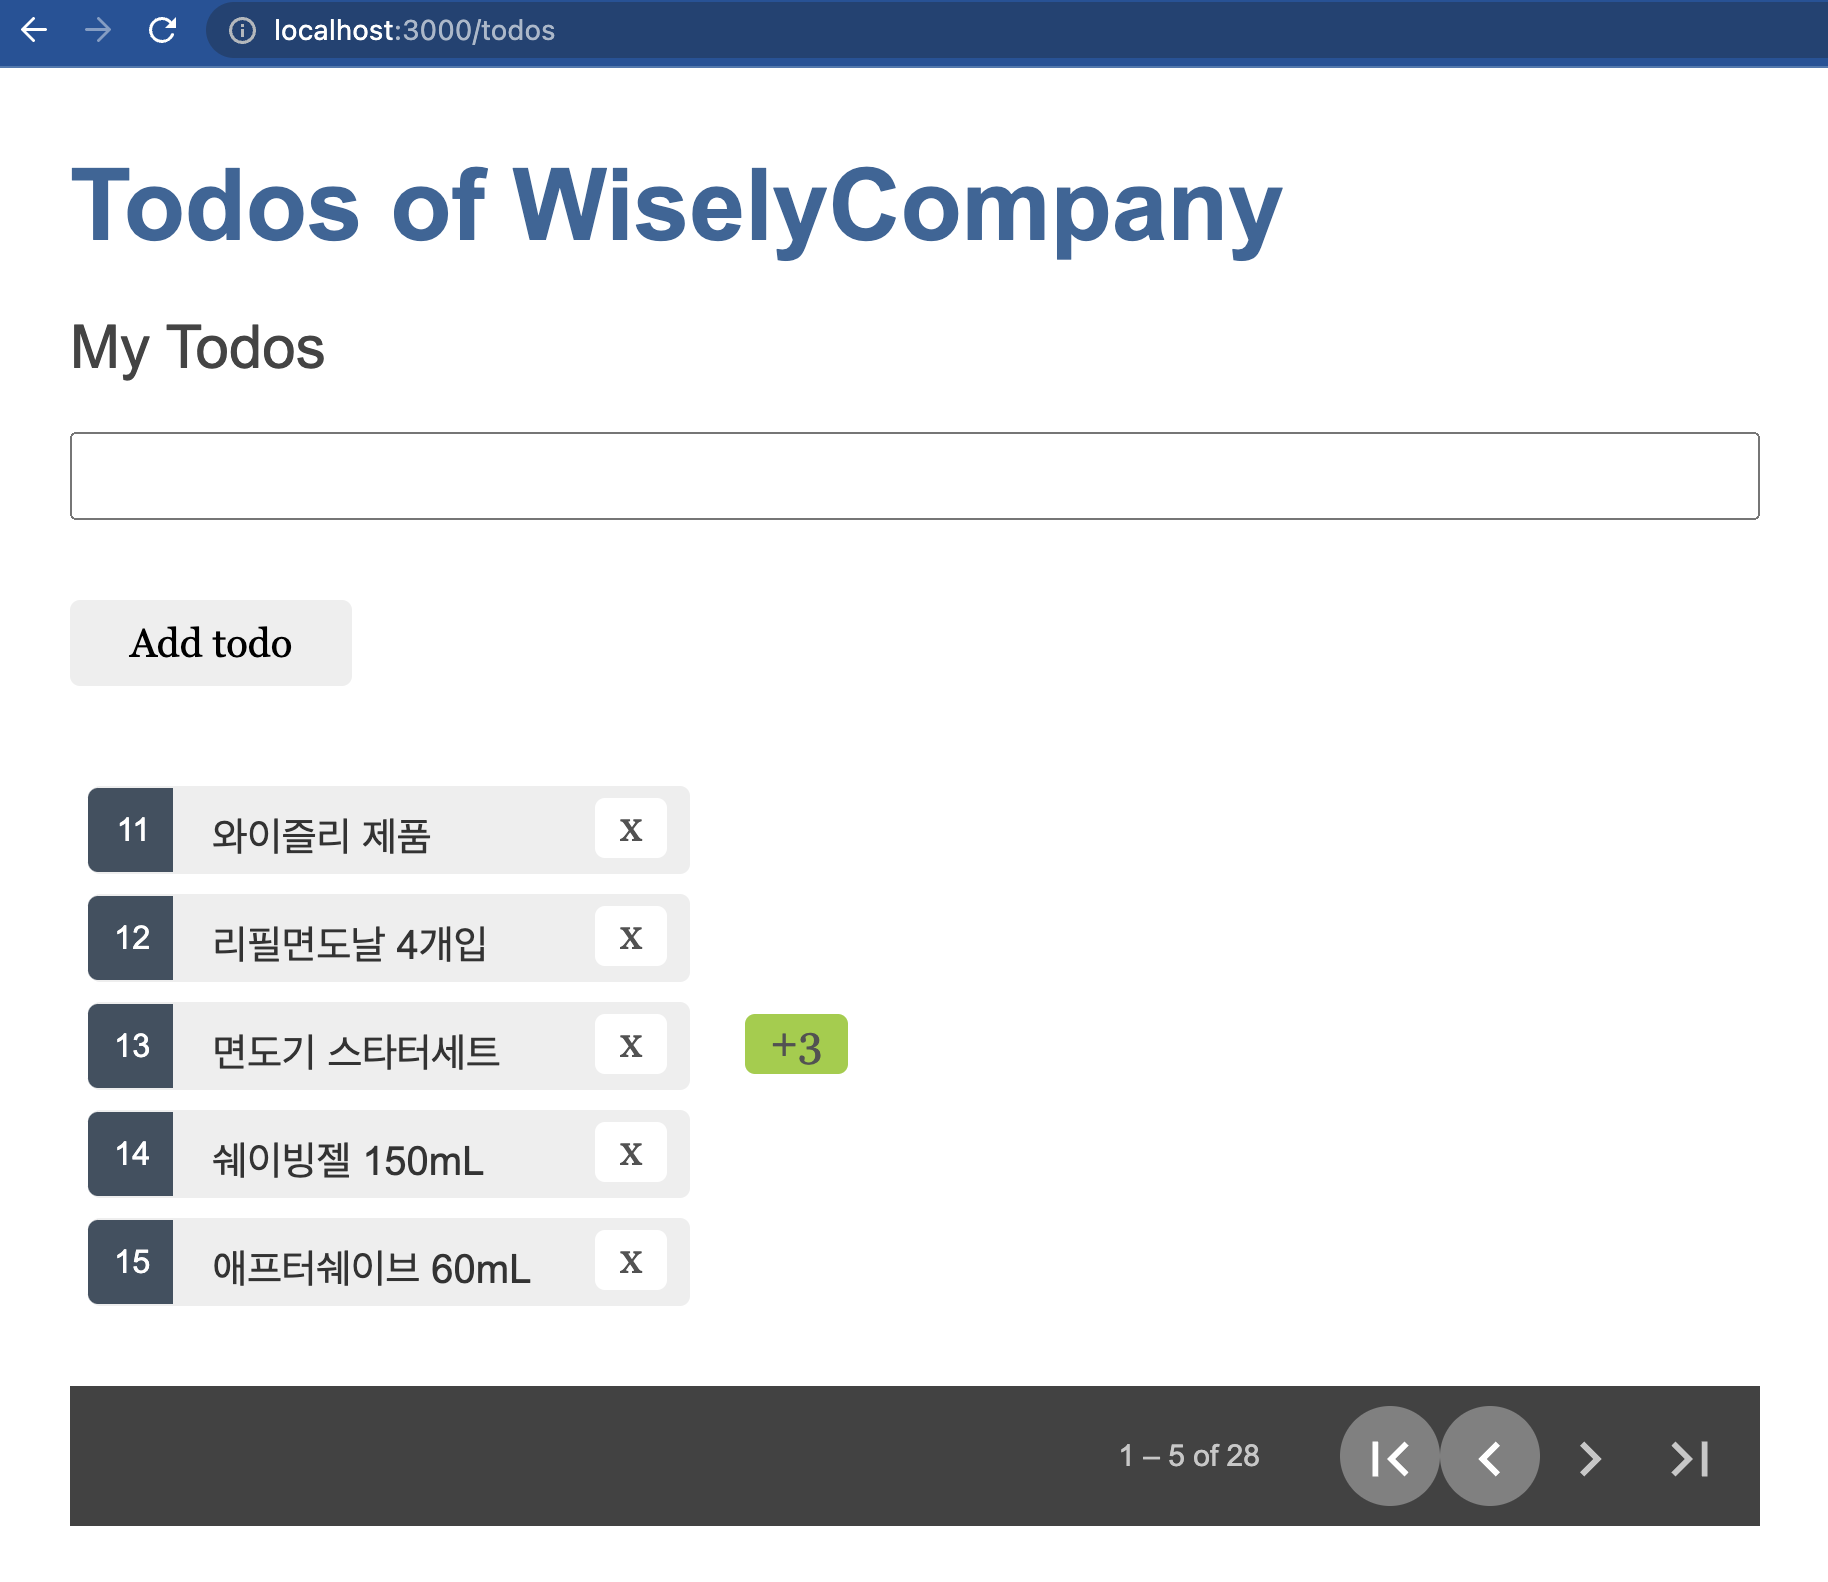 localhost:3000/todos
Todos of WiselyCompany
My Todos
Add todo
11 와이즐리 제품 x
12 리필면도날 4개입 x
13 면도기 스타터세트 x +3
14 쉐이빙젤 150mL x
15 애프터쉐이브 60mL x
1 – 5 of 28